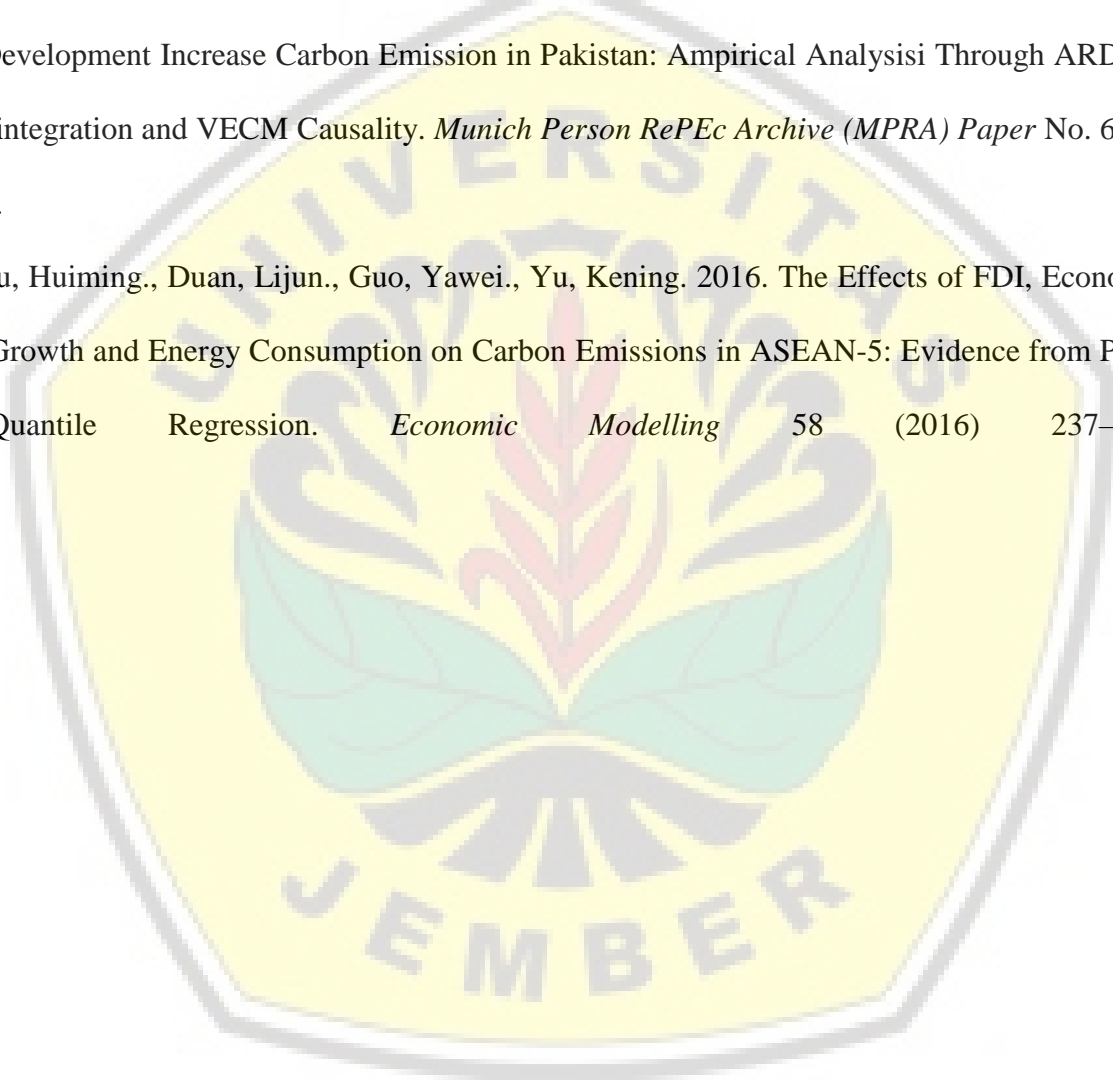 evelopment Increase Carbon Emission in Pakistan: Ampirical Analysisi Through ARD
integration and VECM Causality. Munich Person RePEc Archive (MPRA) Paper No. 6
u, Huiming., Duan, Lijun., Guo, Yawei., Yu, Kening. 2016. The Effects of FDI, Econo
Growth and Energy Consumption on Carbon Emissions in ASEAN-5: Evidence from P
Quantile Regression. Economic Modelling 58 (2016) 237–
UNIVERSITAS
JEMBER